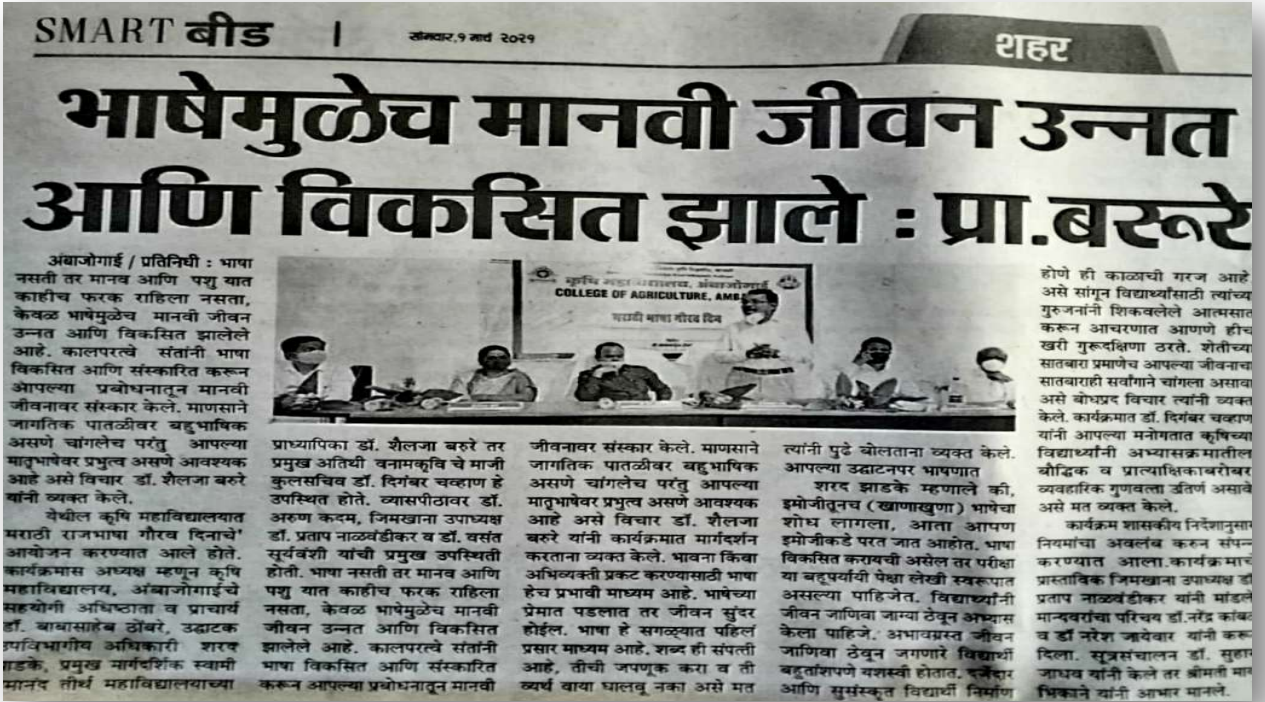 SMART बीड
सोमवार,१ मार्च २०२१
शहर
भाषेमुळेच मानवी जीवन उन्नत
आणि विकसित झाले : प्रा.बरूरे
अंबाजोगाई / प्रतिनिधी : भाषा
नसती तर मानव आणि पशु यात
काहीच फरक राहिला नसता,
केवळ भाषेमुळेच मानवी जीवन
उन्नत आणि विकसित झालेले
आहे. कालपरत्वे संतांनी भाषा
विकसित आणि संस्कारित करून
आपल्या प्रबोधनातून मानवी
जीवनावर संस्कार केले. माणसाने
जागतिक पातळीवर बहुभाषिक
असणे चांगलेच परंतु आपल्या
मातृभाषेवर प्रभुत्व असणे आवश्यक
आहे असे विचार डॉ. शैलजा बरुरे
यांनी व्यक्त केले.
येथील कृषि महाविद्यालयात
मराठी राजभाषा गौरव दिनाचे'
आयोजन करण्यात आले होते.
कार्यक्रमास अध्यक्ष म्हणून कृषि
महाविद्यालय, अंबाजोगाईचे
सहयोगी अधिष्ठाता व प्राचार्य
डॉ. बाबासाहेब ठोंबरे, उद्घाटक
उपविभागीय अधिकारी शरद
झाडके, प्रमुख मार्गदर्शिक स्वामी
मानंद तीर्थ महाविद्यालयाच्या
कृषि महाविद्यालय, अंबाजोगाई
COLLEGE OF AGRICULTURE, AMBA
मराठी भाषा गौरव दिन
प्राध्यापिका डॉ. शैलजा बरुरे तर
प्रमुख अतिथी वनामकृवि चे माजी
कुलसचिव डॉ. दिगंबर चव्हाण हे
उपस्थित होते. व्यासपीठावर डॉ.
अरुण कदम, जिमखाना उपाध्यक्ष
डॉ. प्रताप नाळवंडीकर व डॉ. वसंत
सूर्यवंशी यांची प्रमुख उपस्थिती
होती. भाषा नसती तर मानव आणि
पशु यात काहीच फरक राहिला
नसता, केवळ भाषेमुळेच मानवी
जीवन उन्नत आणि विकसित
झालेले आहे. कालपरत्वे संतांनी
भाषा विकसित आणि संस्कारित
करून आपल्या प्रबोधनातून मानवी
जीवनावर संस्कार केले. माणसाने
जागतिक पातळीवर बहुभाषिक
असणे चांगलेच परंतु आपल्या
मातृभाषेवर प्रभुत्व असणे आवश्यक
आहे असे विचार डॉ. शैलजा
बरुरे यांनी कार्यक्रमात मार्गदर्शन
करताना व्यक्त केले. भावना किंवा
अभिव्यक्ती प्रकट करण्यासाठी भाषा
हेच प्रभावी माध्यम आहे. भाषेच्या
प्रेमात पडलात तर जीवन सुंदर
होईल. भाषा हे सगळ्यात पहिलं
प्रसार माध्यम आहे. शब्द ही संपत्ती
आहे, तीची जपणूक करा व ती
व्यर्थ वाया घालवू नका असे मत
त्यांनी पुढे बोलताना व्यक्त केले.
आपल्या उद्घाटनपर भाषणात
शरद झाडके म्हणाले की,
इमोजीतूनच (खाणाखुणा) भाषेचा
शोध लागला, आता आपण
इमोजीकडे परत जात आहोत. भाषा
विकसित करायची असेल तर परीक्षा
या बहूपर्यायी पेक्षा लेखी स्वरूपात
असल्या पाहिजेत. विद्यार्थ्यांनी
जीवन जाणिवा जाग्या ठेवून अभ्यास
केला पाहिजे. अभावग्रस्त जीवन
जाणिवा ठेवून जगणारे विद्यार्थी
बहूतांशपणे यशस्वी होतात. दर्जेदार
आणि सुसंस्कृत विद्यार्थी निर्माण
होणे ही काळाची गरज आहे
असे सांगून विद्यार्थ्यांसाठी त्यांच्य
गुरुजनांनी शिकवलेले आत्मसात
करून आचरणात आणणे हीच
खरी गुरूदक्षिणा ठरते. शेतीच्या
सातबारा प्रमाणेच आपल्या जीवनाचा
सातबाराही सर्वांगाने चांगला असावा
असे बोधप्रद विचार त्यांनी व्यक्त
केले. कार्यक्रमात डॉ. दिगंबर चव्हाण
यांनी आपल्या मनोगतात कृषिच्या
विद्यार्थ्यांनी अभ्यासक्रमातील
बौद्धिक व प्रात्याक्षिकाबरोबर
व्यवहारिक गुणवत्ता उतिर्ण असावे
असे मत व्यक्त केले.
कार्यक्रम शासकीय निर्देशानुसार
नियमांचा अवलंब करुन संपन्न
करण्यात आला.कार्यक्रमाचे
प्रास्ताविक जिमखाना उपाध्यक्ष डॉ
प्रताप नाळवंडीकर यांनी मांडले
मान्यवरांचा परिचय डॉ.नरेंद्र कांबळ
व डॉ नरेश जायेवार यांनी करू
दिला. सूत्रसंचालन डॉ. सुहा
जाधव यांनी केले तर श्रीमती मा
भिकाने यांनी आभार मानले.